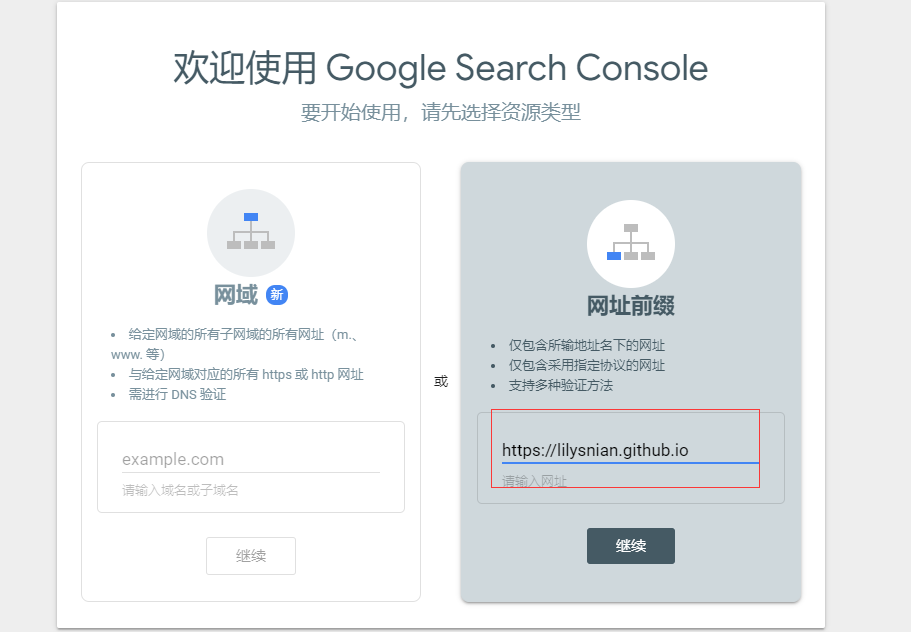 欢迎使用 Google Search Console
要开始使用，请先选择资源类型
网域 新
• 给定网域的所有子网域的所有网址（m.、
www. 等）
• 与给定网域对应的所有 https 或 http 网址
• 需进行 DNS 验证
example.com
请输入域名或子域名
继续
或
网址前缀
• 仅包含所输地址名下的网址
• 仅包含采用指定协议的网址
• 支持多种验证方法
https://lilysnian.github.io
请输入网址
继续